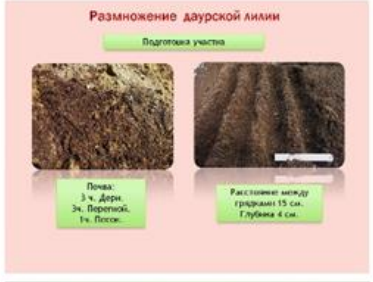 Размножение даурской лилии
Подготовка участка
Почва:
3 ч. Дерн.
3ч. Перегной.
1ч. Песок.
Расстояние между
грядками 15 см.
Глубина 4 см.